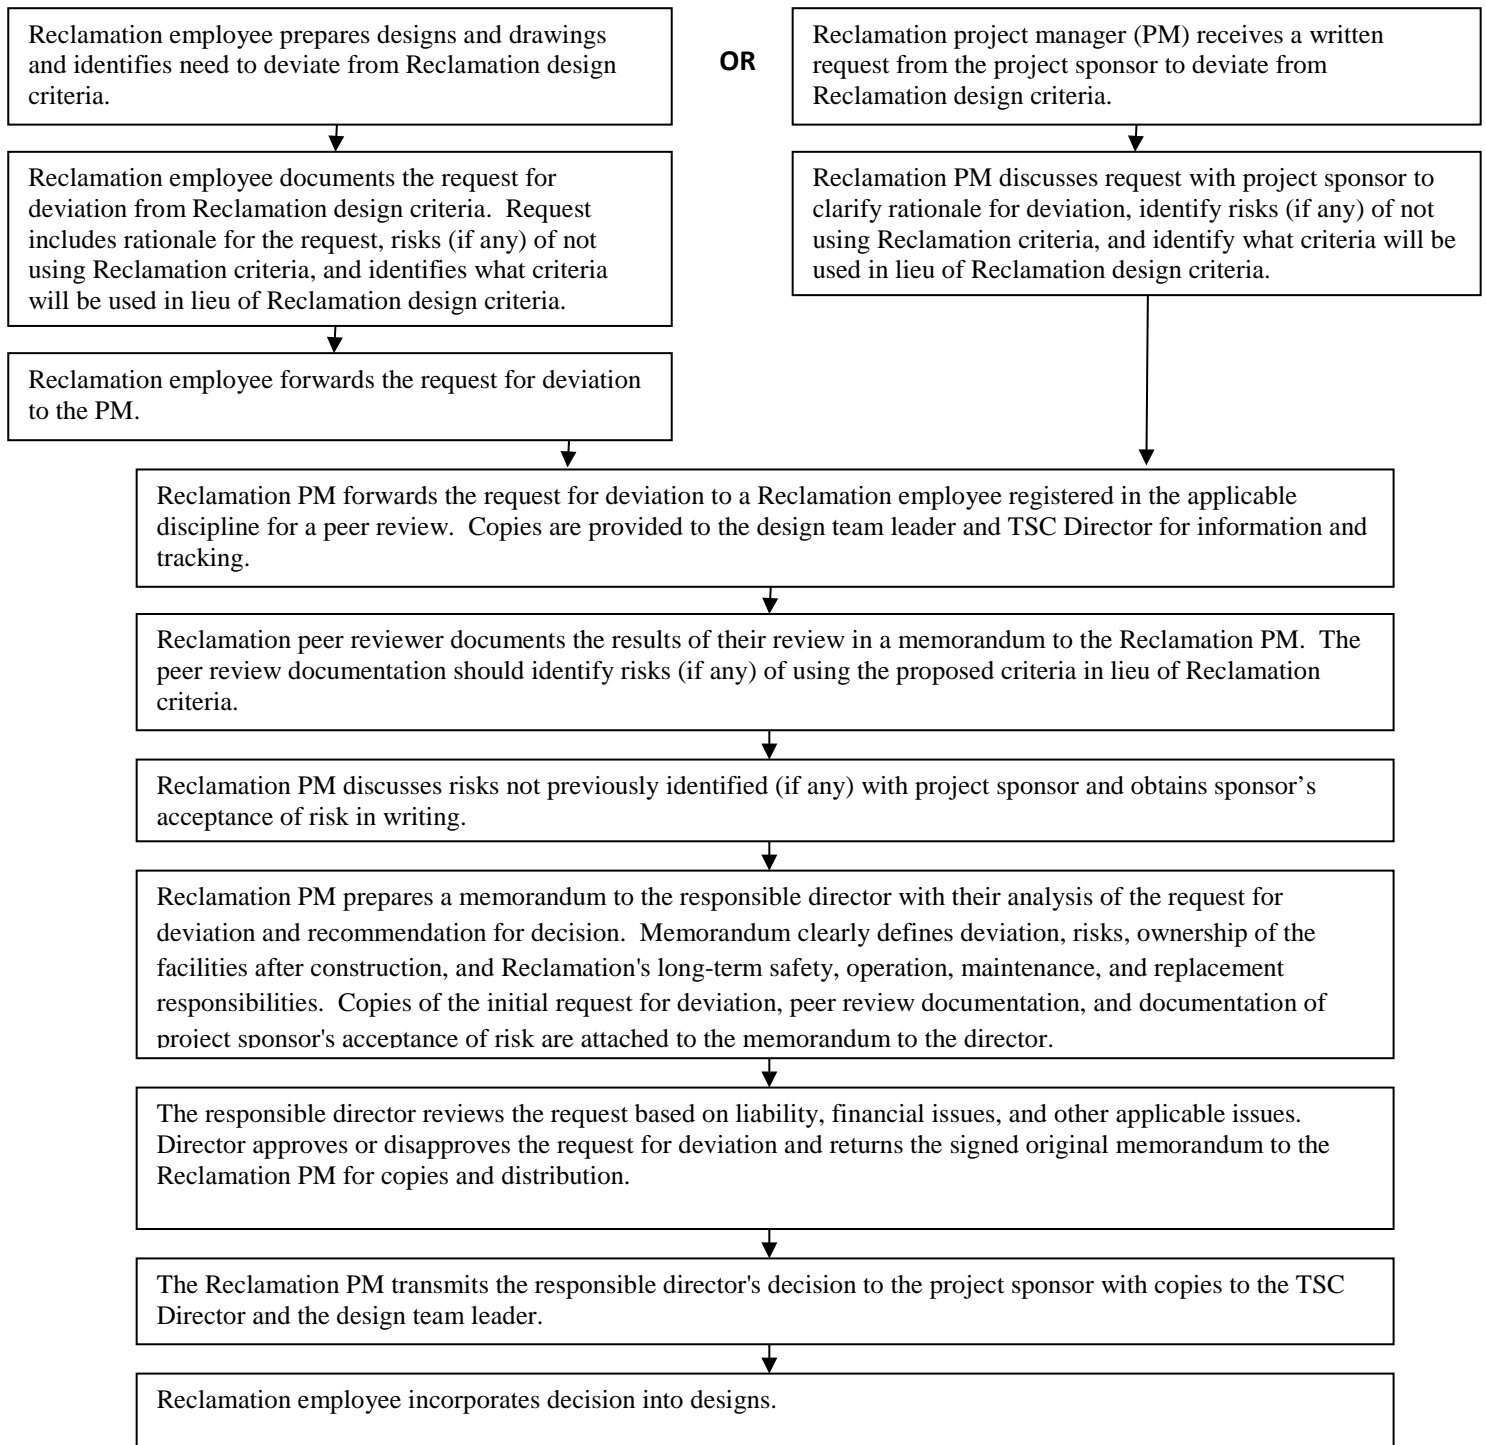 Reclamation employee prepares designs and drawings
and identifies need to deviate from Reclamation design
criteria.
OR
Reclamation project manager (PM) receives a written
request from the project sponsor to deviate from
Reclamation design criteria.
Reclamation employee documents the request for
deviation from Reclamation design criteria.  Request
includes rationale for the request, risks (if any) of not
using Reclamation criteria, and identifies what criteria
will be used in lieu of Reclamation design criteria.
Reclamation PM discusses request with project sponsor to
clarify rationale for deviation, identify risks (if any) of not
using Reclamation criteria, and identify what criteria will be
used in lieu of Reclamation design criteria.
Reclamation employee forwards the request for deviation
to the PM.
Reclamation PM forwards the request for deviation to a Reclamation employee registered in the applicable
discipline for a peer review.  Copies are provided to the design team leader and TSC Director for information and
tracking.
Reclamation peer reviewer documents the results of their review in a memorandum to the Reclamation PM.  The
peer review documentation should identify risks (if any) of using the proposed criteria in lieu of Reclamation
criteria.
Reclamation PM discusses risks not previously identified (if any) with project sponsor and obtains sponsor’s
acceptance of risk in writing.
Reclamation PM prepares a memorandum to the responsible director with their analysis of the request for
deviation and recommendation for decision.  Memorandum clearly defines deviation, risks, ownership of the
facilities after construction, and Reclamation's long-term safety, operation, maintenance, and replacement
responsibilities.  Copies of the initial request for deviation, peer review documentation, and documentation of
project sponsor's acceptance of risk are attached to the memorandum to the director.
The responsible director reviews the request based on liability, financial issues, and other applicable issues.
Director approves or disapproves the request for deviation and returns the signed original memorandum to the
Reclamation PM for copies and distribution.
The Reclamation PM transmits the responsible director's decision to the project sponsor with copies to the TSC
Director and the design team leader.
Reclamation employee incorporates decision into designs.